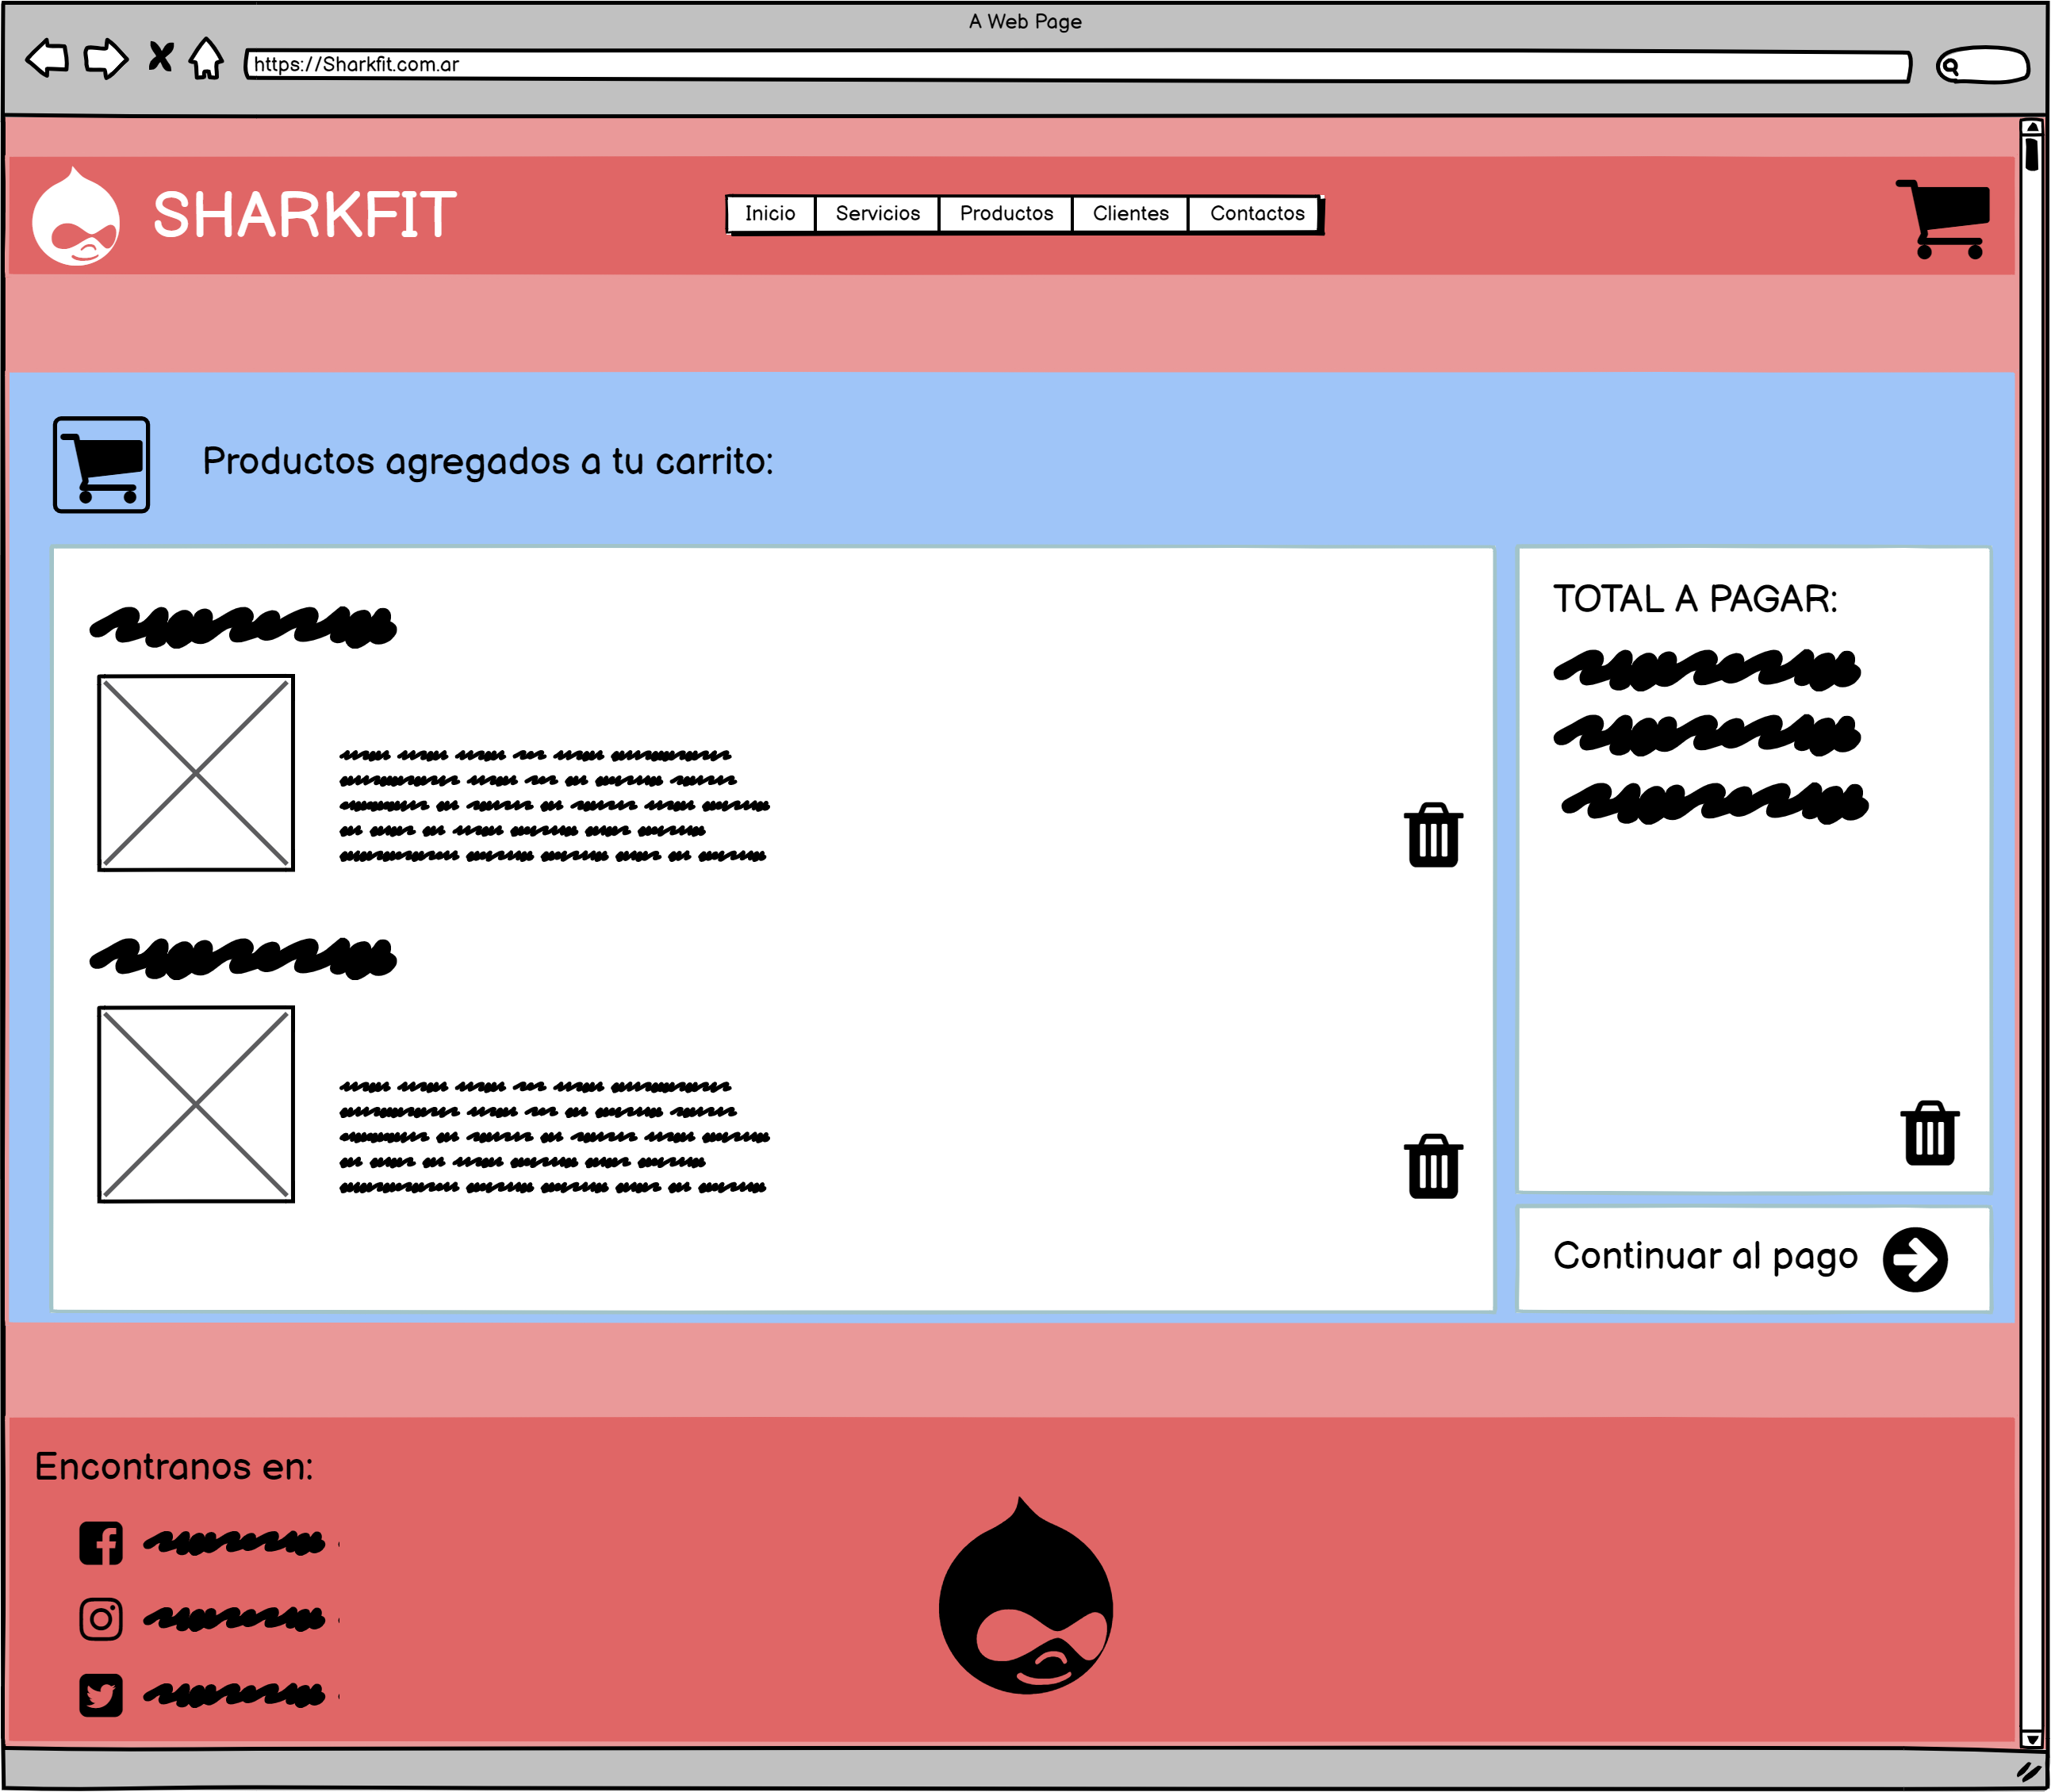 A Web Page
https://Sharkfit.com.ar
SHARKFIT
Inicio Servicios Productos Clientes Contactos
Productos agregados a tu carrito:
TOTAL A PAGAR:
Continuar al pago
Encontranos en: